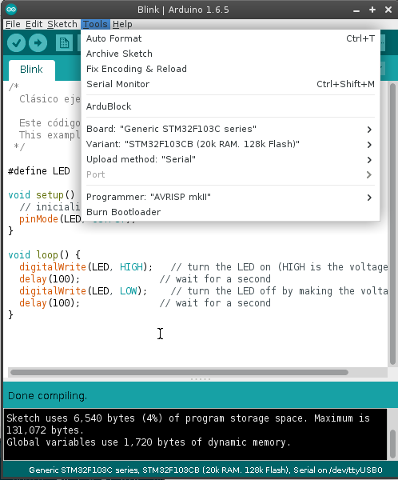 Blink | Arduino 1.6.5
File Edit Sketch Tools Help
Blink
Auto Format Ctrl+T
Archive Sketch
Fix Encoding & Reload
Serial Monitor Ctrl+Shift+M
ArduBlock
Board: "Generic STM32F103C series"
Variant: "STM32F103CB (20k RAM. 128k Flash)"
Upload method: "Serial"
Port
Programmer: "AVRISP mkII"
Burn Bootloader
/*
Clásico eje
Este código
This exampl
*/
#define LED
void setup()
// iniciali
pinMode(LED,
}
void loop() {
digitalWrite(LED, HIGH); // turn the LED on (HIGH is the voltage
delay(100); // wait for a second
digitalWrite(LED, LOW); // turn the LED off by making the volta
delay(100); // wait for a second
}
Done compiling.
Sketch uses 6,540 bytes (4%) of program storage space. Maximum is
131,072 bytes.
Global variables use 1,720 bytes of dynamic memory.
Generic STM32F103C series, STM32F103CB (20k RAM. 128k Flash), Serial on /dev/ttyUSB0